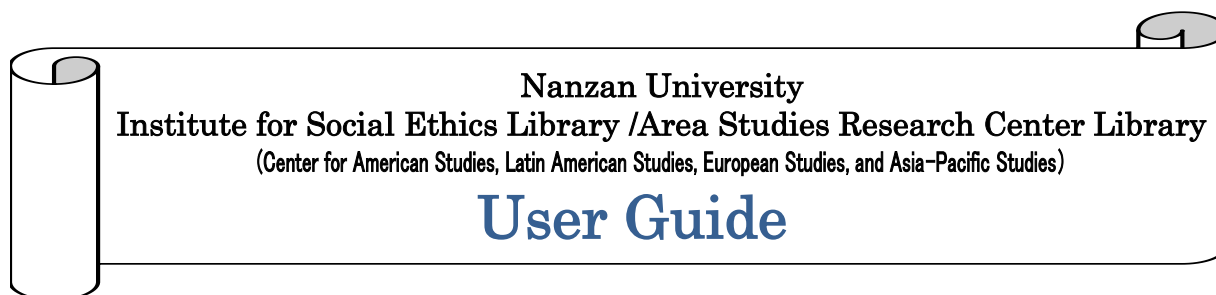 Nanzan University
Institute for Social Ethics Library /Area Studies Research Center Library
(Center for American Studies, Latin American Studies, European Studies, and Asia-Pacific Studies)
User Guide